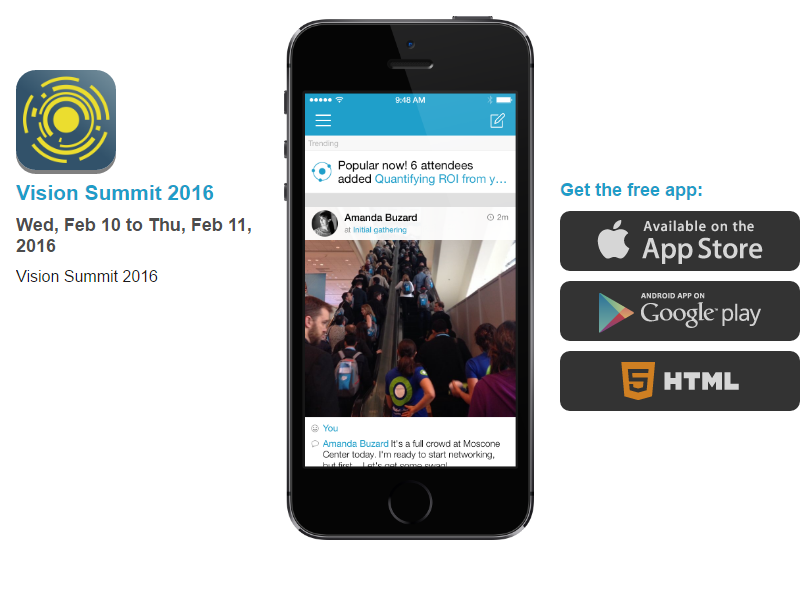 Vision Summit 2016
Wed, Feb 10 to Thu, Feb 11,
2016
Vision Summit 2016
9:48 AM
Trending
Popular now! 6 attendees
added Quantifying ROI from y…
Amanda Buzard
2m
at Initial gathering
You
Amanda Buzard It's a full crowd at Moscone
Center today. I'm ready to start networking,
but first... Let's get some swag!
Get the free app:
Available on the
App Store
ANDROID APP ON
Google play
5 HTML